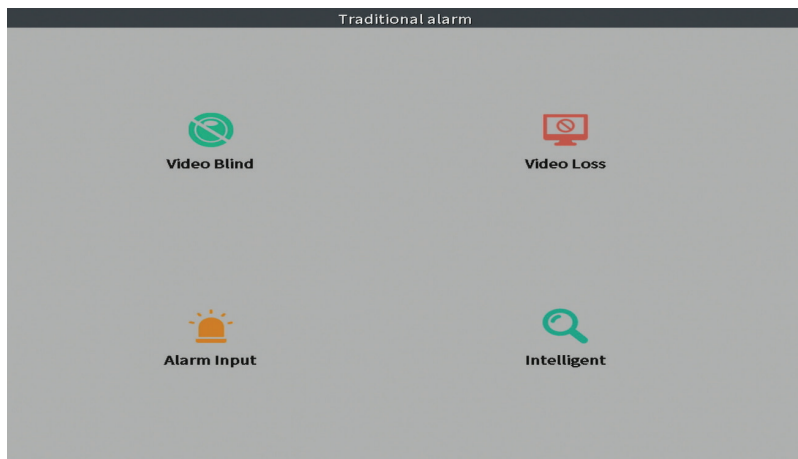 Traditional alarm
Video Blind
Video Loss
Alarm Input
Intelligent